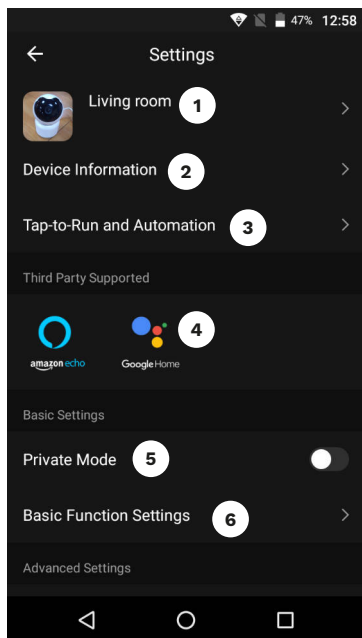 47% 12:58
Settings
Living room 1
Device Information 2
Tap-to-Run and Automation 3
Third Party Supported
4
amazon echo Google Home
Basic Settings
Private Mode 5
Basic Function Settings 6
Advanced Settings